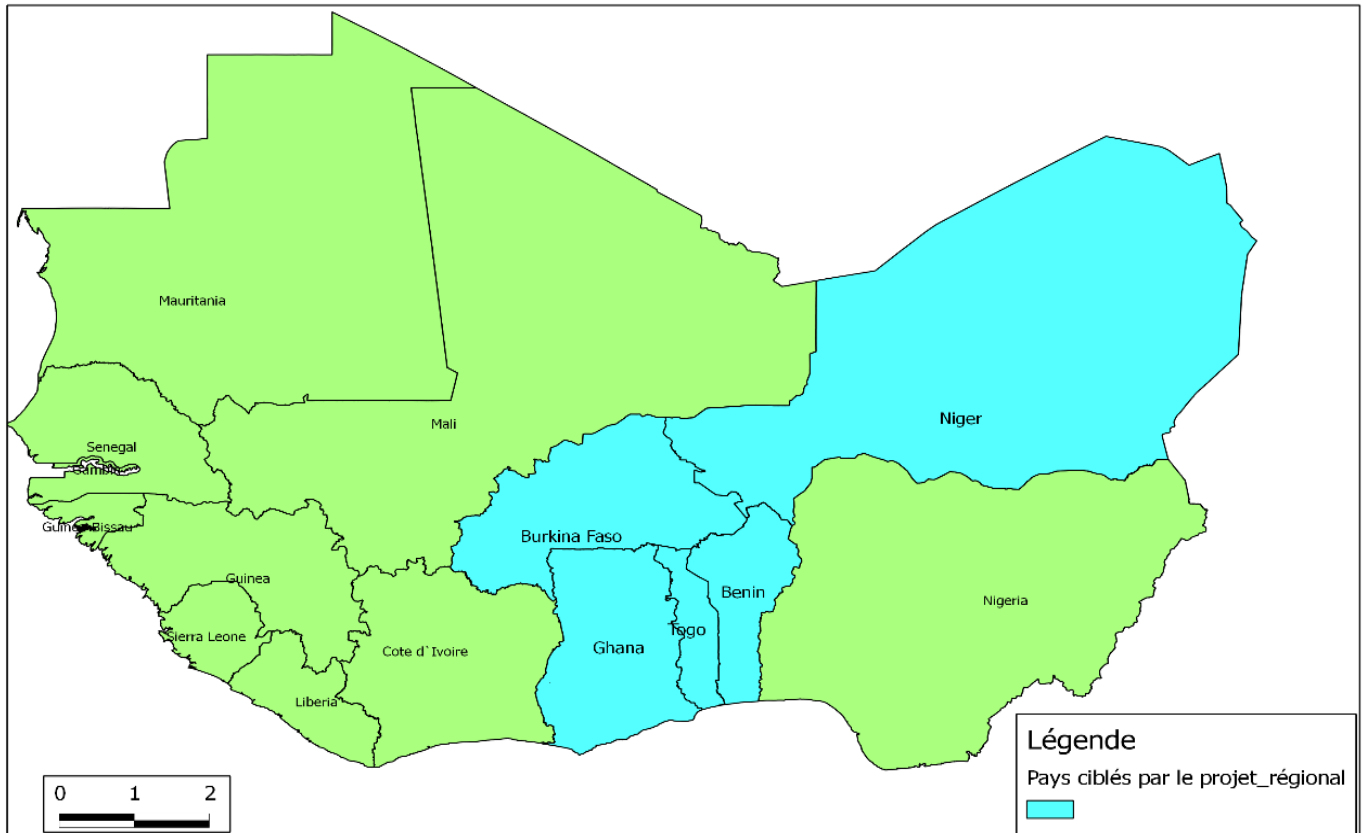 Mauritania
Mali
Niger
Senegal
Gambia
Guinea Bissau
Burkina Faso
Guinea
Benin
Nigeria
Togo
Sierra Leone
Ghana
Cote d`Ivoire
Liberia
Légende
Pays ciblés par le projet_régional
0 1 2